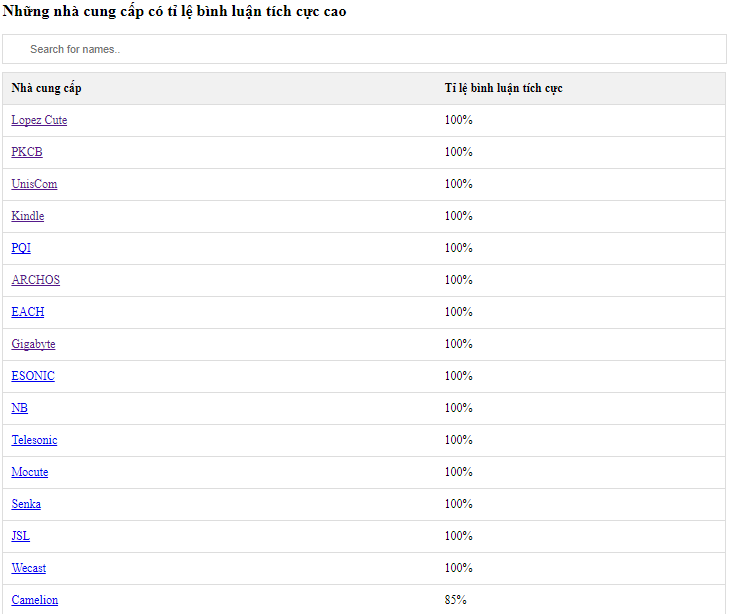 Những nhà cung cấp có tỉ lệ bình luận tích cực cao
Search for names..
Nhà cung cấp Tỉ lệ bình luận tích cực
Lopez Cute 100%
PKCB 100%
UnisCom 100%
Kindle 100%
PQI 100%
ARCHOS 100%
EACH 100%
Gigabyte 100%
ESONIC 100%
NB 100%
Telesonic 100%
Mocute 100%
Senka 100%
JSL 100%
Wecast 100%
Camelion 85%